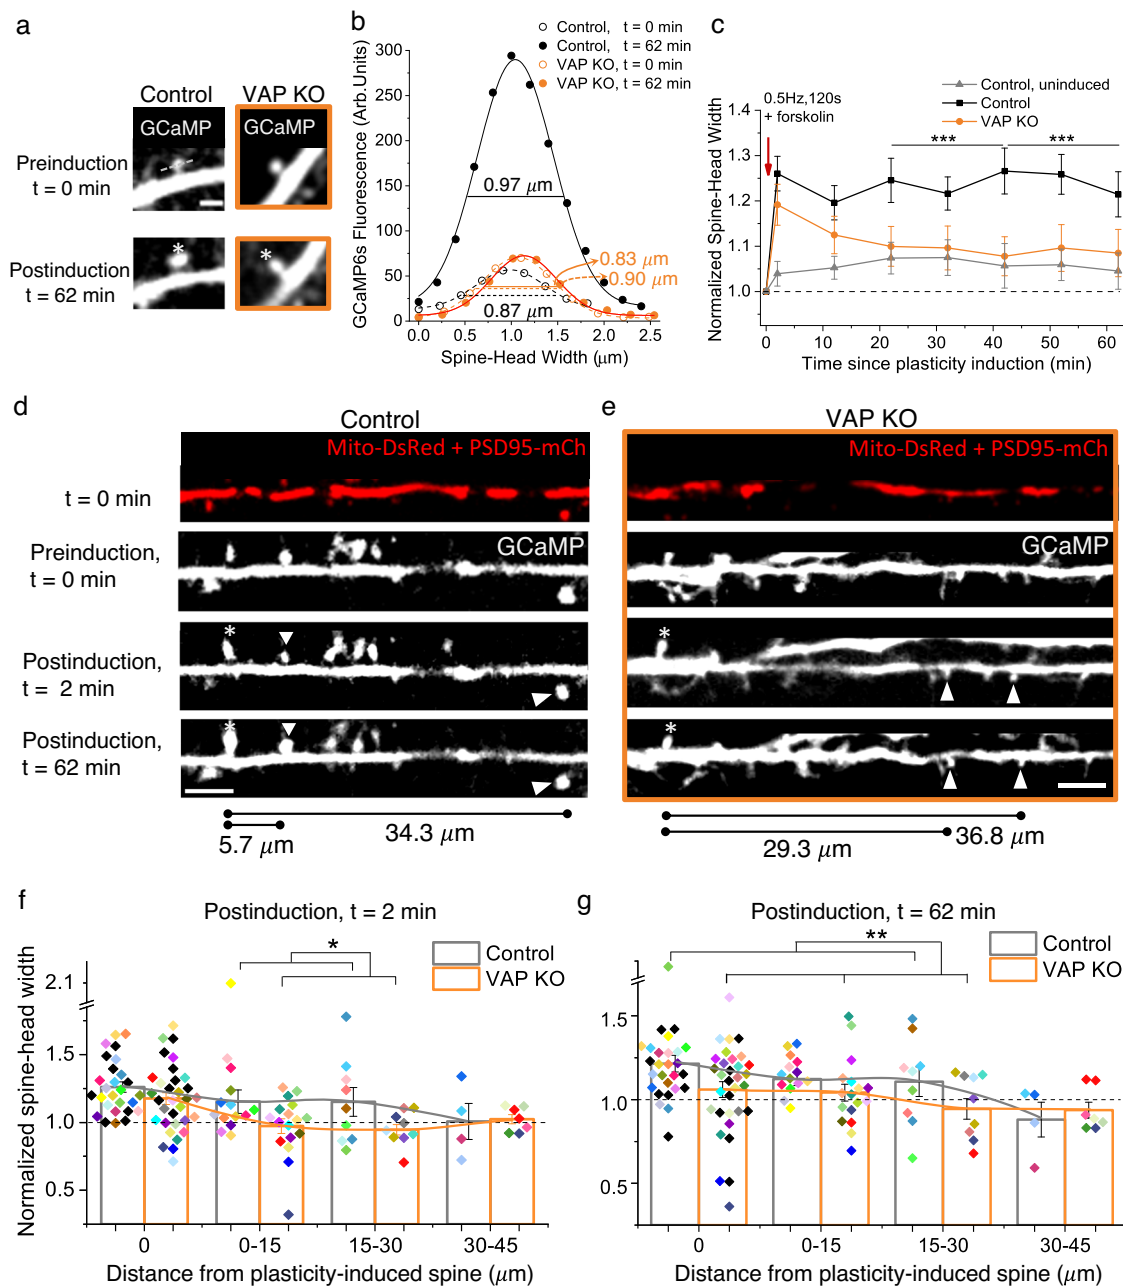 a
Control
VAP KO
GCaMP
GCaMP
Preinduction
t = 0 min
*
*
Postinduction
t = 62 min
b
Control, t = 0 min
Control, t = 62 min
VAP KO, t = 0 min
VAP KO, t = 62 min
GCaMP6s Fluorescence (Arb.Units)
300
250
200
150
100
50
0
0.97 μm
0.83 μm
0.90 μm
0.87 μm
0.0 0.5 1.0 1.5 2.0 2.5
Spine-Head Width (μm)
c
Control, uninduced
Control
VAP KO
0.5Hz,120s
+ forskolin
*** ***
Normalized Spine-Head Width
1.4
1.3
1.2
1.1
1.0
0 10 20 30 40 50 60
Time since plasticity induction (min)
d
Control
Mito-DsRed + PSD95-mCh
t = 0 min
Preinduction,
t = 0 min
GCaMP
Postinduction,
t = 2 min
*
Postinduction,
t = 62 min
*
34.3 μm
5.7 μm
e
VAP KO
Mito-DsRed + PSD95-mCh
GCaMP
*
*
36.8 μm
29.3 μm
f
Postinduction, t = 2 min
*
Control
VAP KO
Normalized spine-head width
2.1
1.5
1.0
0.5
0 0-15 15-30 30-45
Distance from plasticity-induced spine (μm)
g
Postinduction, t = 62 min
**
Control
VAP KO
1.5
1.0
0.5
0 0-15 15-30 30-45
Distance from plasticity-induced spine (μm)